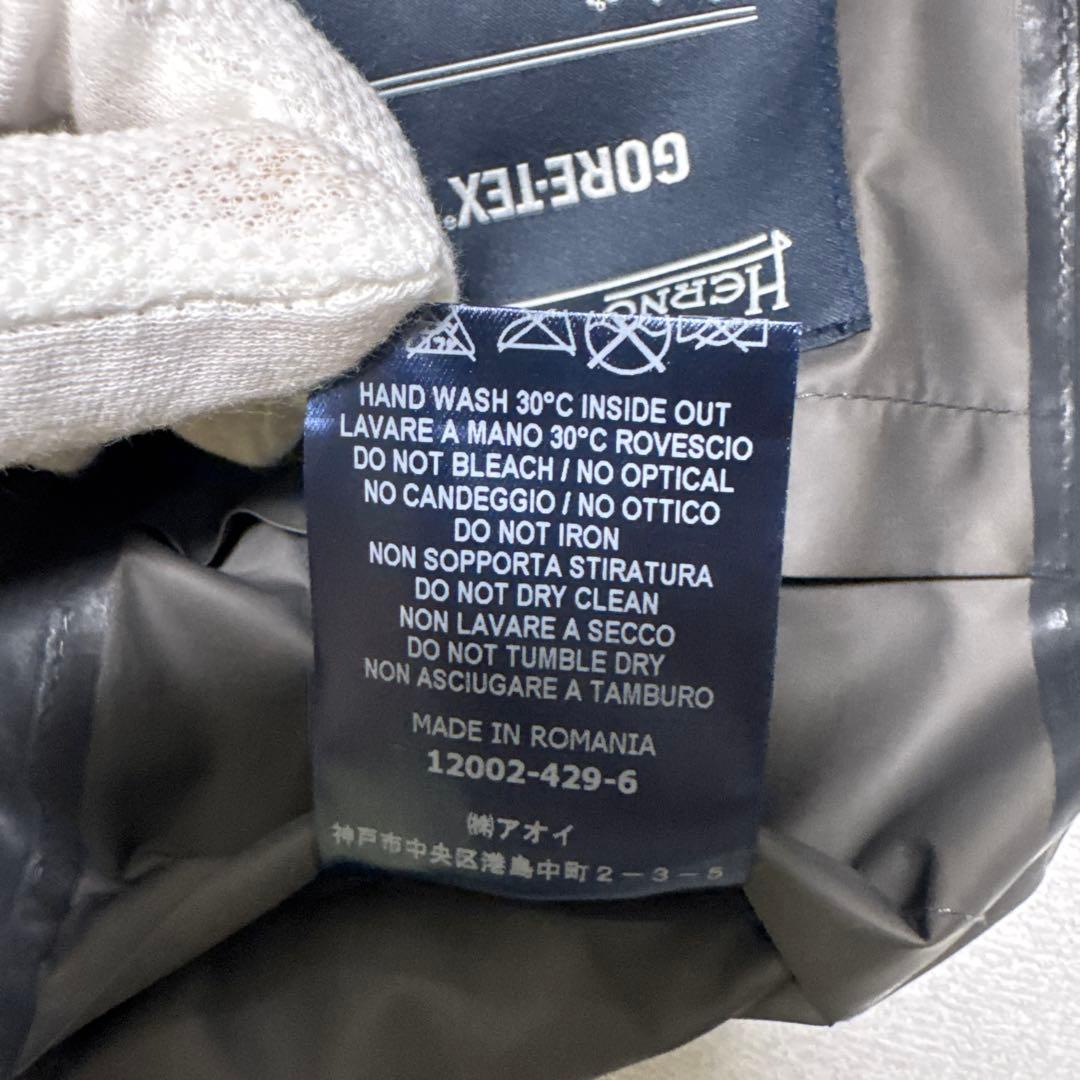 GORE-TEX®
HERNO
HAND WASH 30°C INSIDE OUT
LAVARE A MANO 30°C ROVESCIO
DO NOT BLEACH / NO OPTICAL
NO CANDEGGIO / NO OTTICO
DO NOT IRON
NON SOPPORTA STIRATURA
DO NOT DRY CLEAN
NON LAVARE A SECCO
DO NOT TUMBLE DRY
NON ASCIUGARE A TAMBURO
MADE IN ROMANIA
12002-429-6
㈱アオイ
神戸市中央区港島中町2-3-5